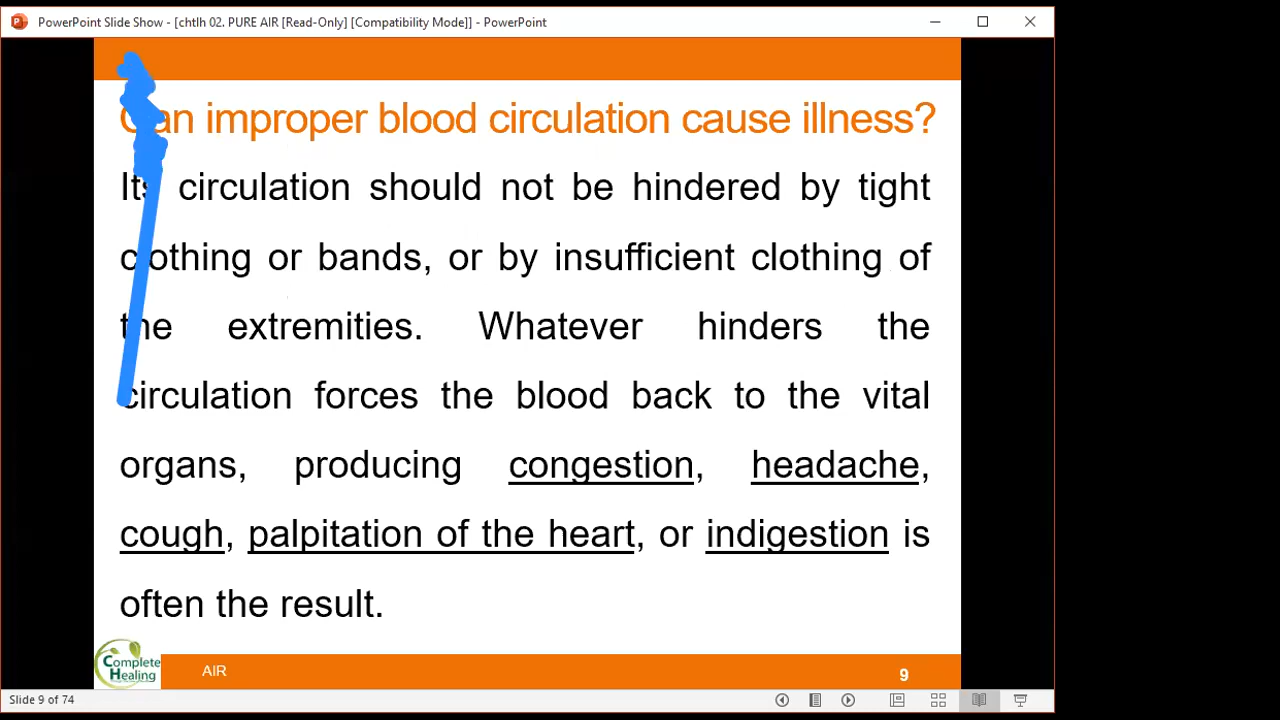 PowerPoint Slide Show - [chtlh 02. PURE AIR [Read-Only] [Compatibility Mode]] - PowerPoint
Can improper blood circulation cause illness?
Its circulation should not be hindered by tight
clothing or bands, or by insufficient clothing of
the extremities. Whatever hinders the
circulation forces the blood back to the vital
organs, producing congestion, headache,
cough, palpitation of the heart, or indigestion is
often the result.
Complete
Healing
AIR
9
Slide 9 of 74